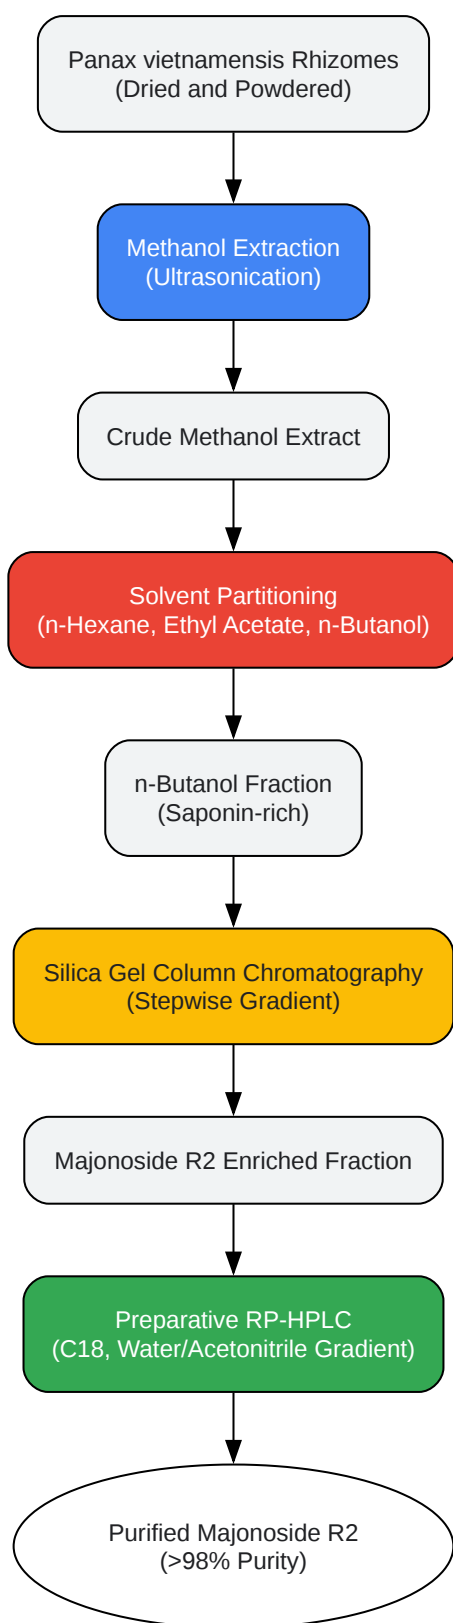 Panax vietnamensis Rhizomes
(Dried and Powdered)
Methanol Extraction
(Ultrasonication)
Crude Methanol Extract
Solvent Partitioning
(n-Hexane, Ethyl Acetate, n-Butanol)
n-Butanol Fraction
(Saponin-rich)
Silica Gel Column Chromatography
(Stepwise Gradient)
Majonoside R2 Enriched Fraction
Preparative RP-HPLC
(C18, Water/Acetonitrile Gradient)
Purified Majonoside R2
(>98% Purity)